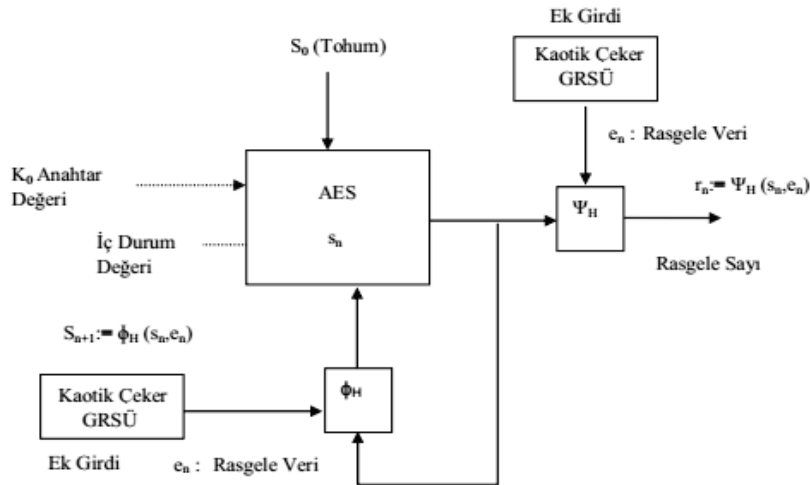 Ek Girdi
S₀ (Tohum)
Kaotik Çeker
GRSÜ
eₙ : Rasgele Veri
K₀ Anahtar
Değeri
AES
sₙ
rₙ:= Ψ_H (sₙ,eₙ)
Ψ_H
İç Durum
Değeri
Rasgele Sayı
Sₙ₊₁:= ϕ_H (sₙ,eₙ)
Kaotik Çeker
GRSÜ
ϕ_H
Ek Girdi
eₙ : Rasgele Veri